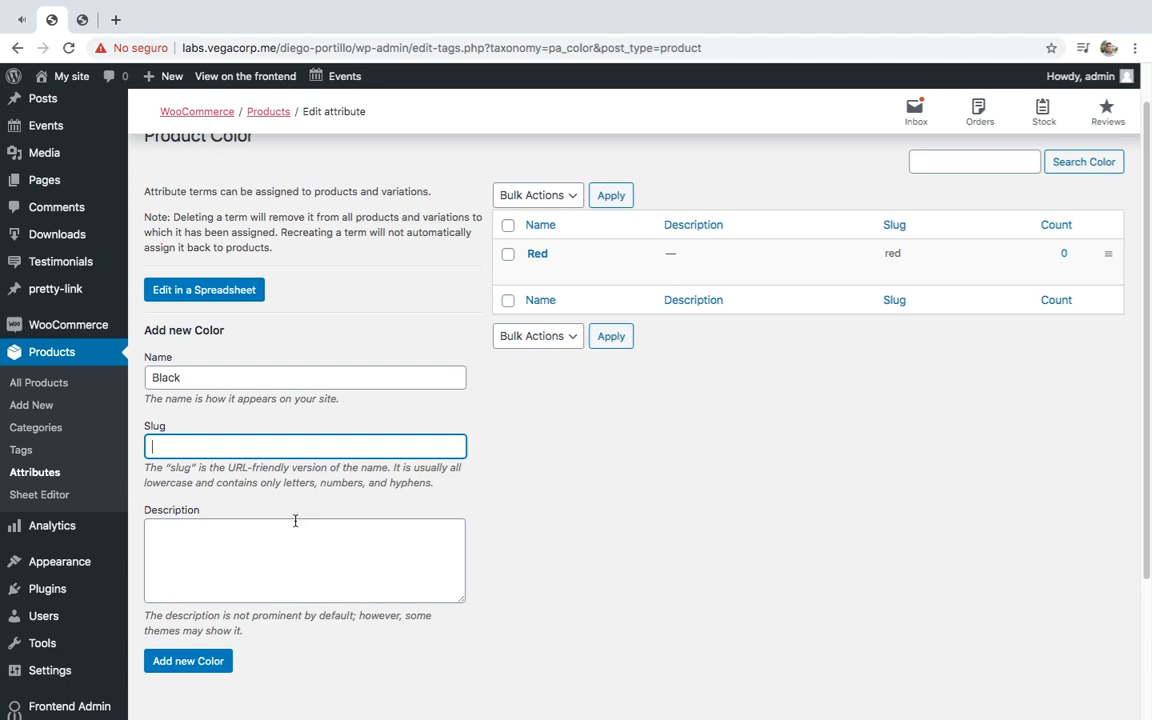 No seguro
labs.vegacorp.me/diego-portillo/wp-admin/edit-tags.php?taxonomy=pa_color&post_type=product
My site
0
New
View on the frontend
Events
Howdy, admin
Posts
Events
Media
Pages
Comments
Downloads
Testimonials
pretty-link
WooCommerce
Products
All Products
Add New
Categories
Tags
Attributes
Sheet Editor
Analytics
Appearance
Plugins
Users
Tools
Settings
Frontend Admin
WooCommerce / Products / Edit attribute
Inbox
Orders
Stock
Reviews
Product Color
Search Color
Attribute terms can be assigned to products and variations.
Note: Deleting a term will remove it from all products and variations to
which it has been assigned. Recreating a term will not automatically
assign it back to products.
Edit in a Spreadsheet
Add new Color
Name
Black
The name is how it appears on your site.
Slug
The “slug” is the URL-friendly version of the name. It is usually all
lowercase and contains only letters, numbers, and hyphens.
Description
The description is not prominent by default; however, some
themes may show it.
Add new Color
Bulk Actions
Apply
Name Description Slug Count
Red — red 0
Name Description Slug Count
Bulk Actions
Apply